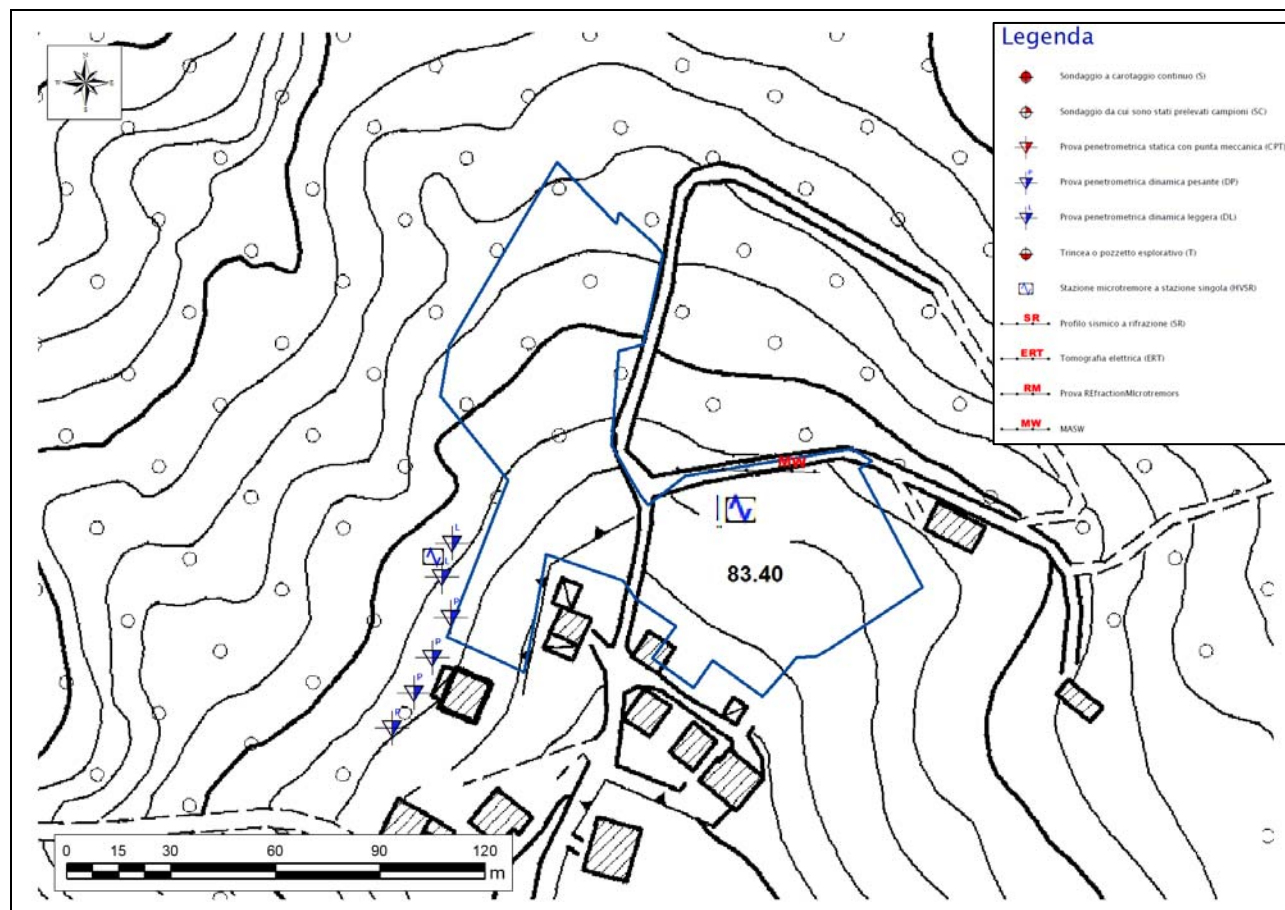 Legenda
Sondaggio a carotaggio continuo (S)
Sondaggio da cui sono stati prelevati campioni (SC)
Prova penetrometrica statica con punta meccanica (CPT)
P
Prova penetrometrica dinamica pesante (DP)
L
Prova penetrometrica dinamica leggera (DL)
Trincea o pozzetto esplorativo (T)
Stazione microtremore a stazione singola (HVSR)
SR Profilo sismico a rifrazione (SR)
ERT Tomografia elettrica (ERT)
RM Prova REfractionMIcrotremors
MW MASW
N
W E
S
MW
83.40
L
L
P
P
P
P
0 15 30 60 90 120
m